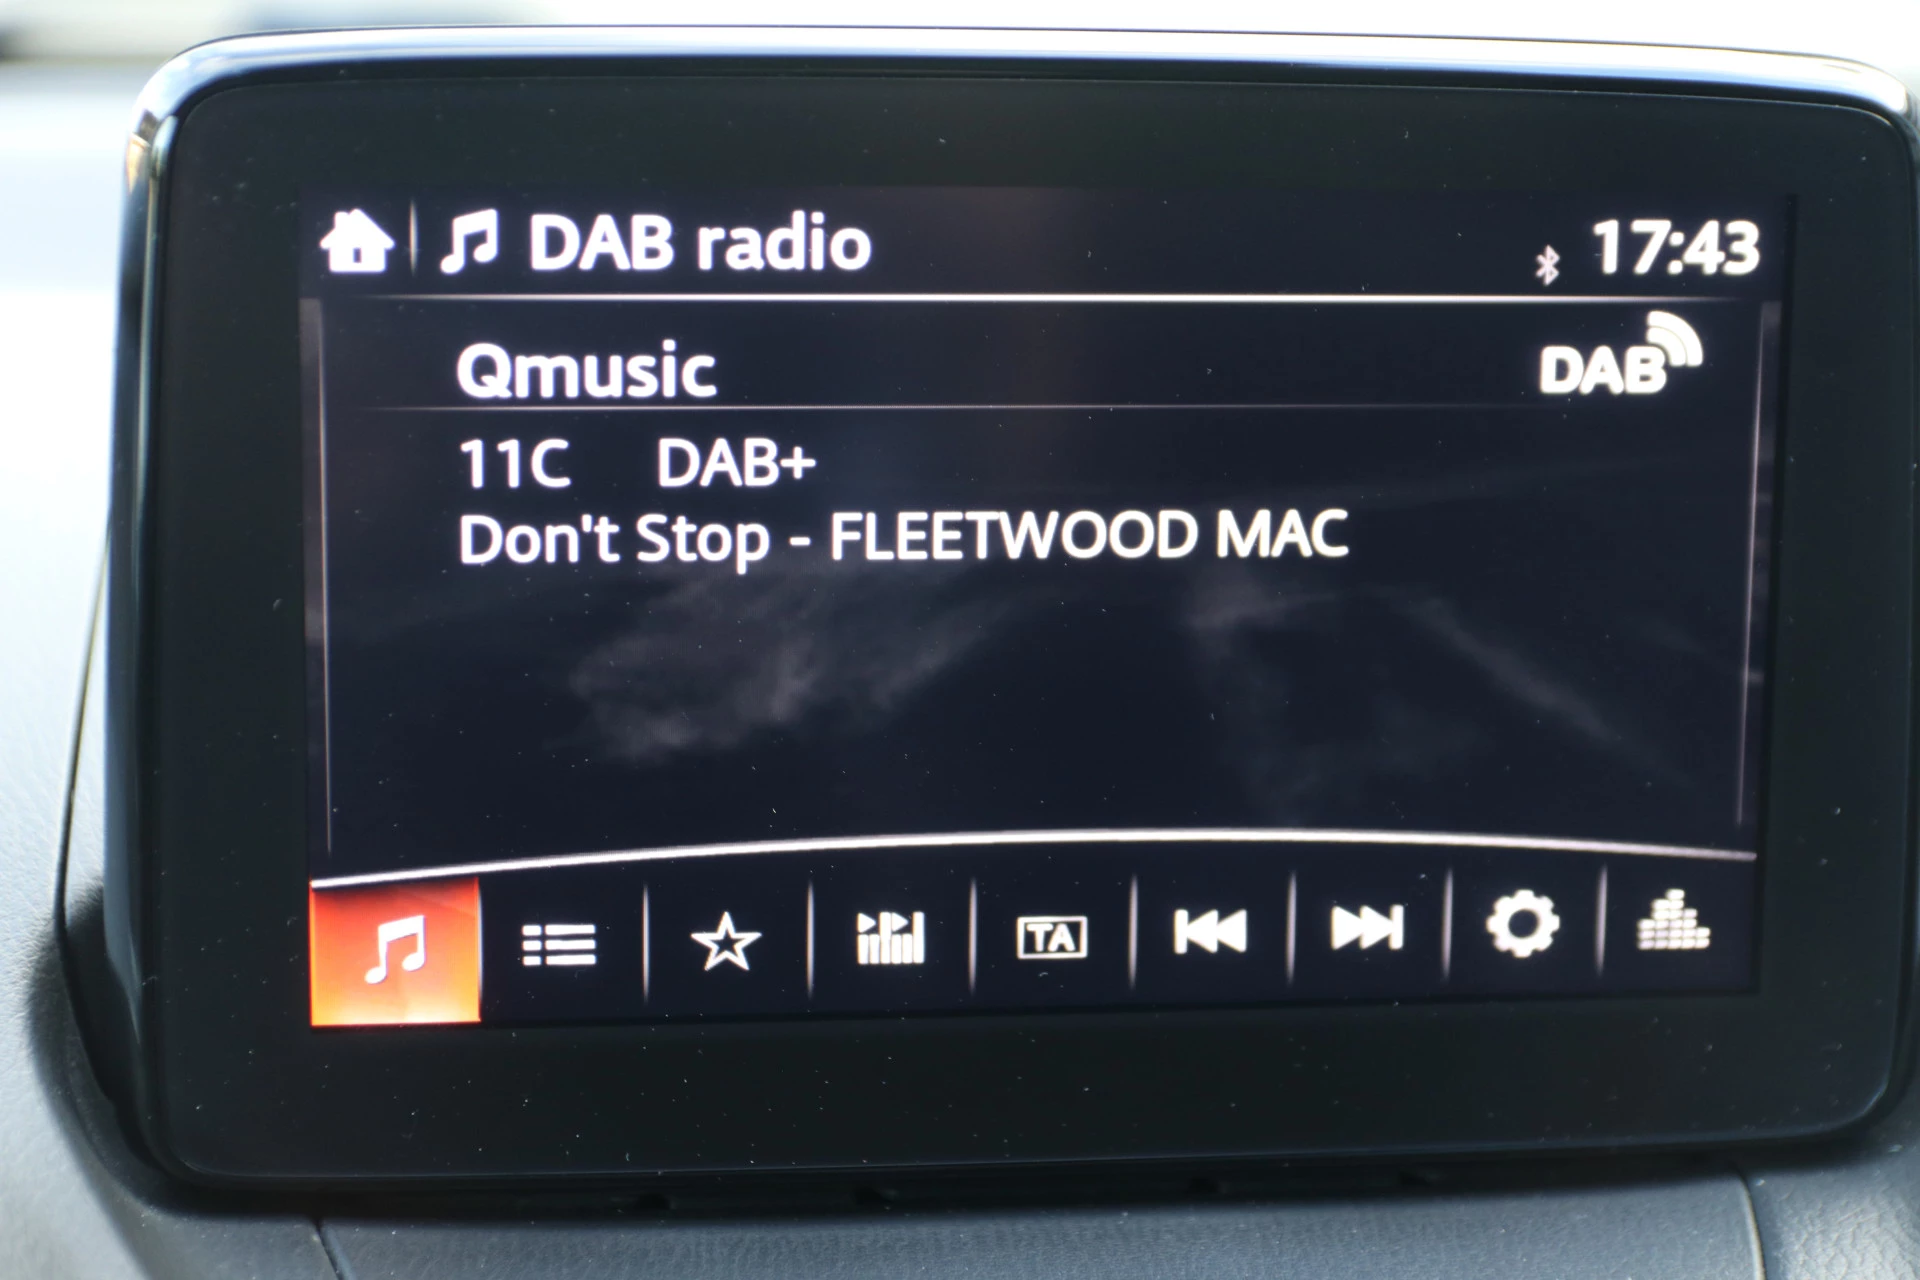 DAB radio 17:43
Qmusic DAB
11C DAB+
Don't Stop - FLEETWOOD MAC
TA